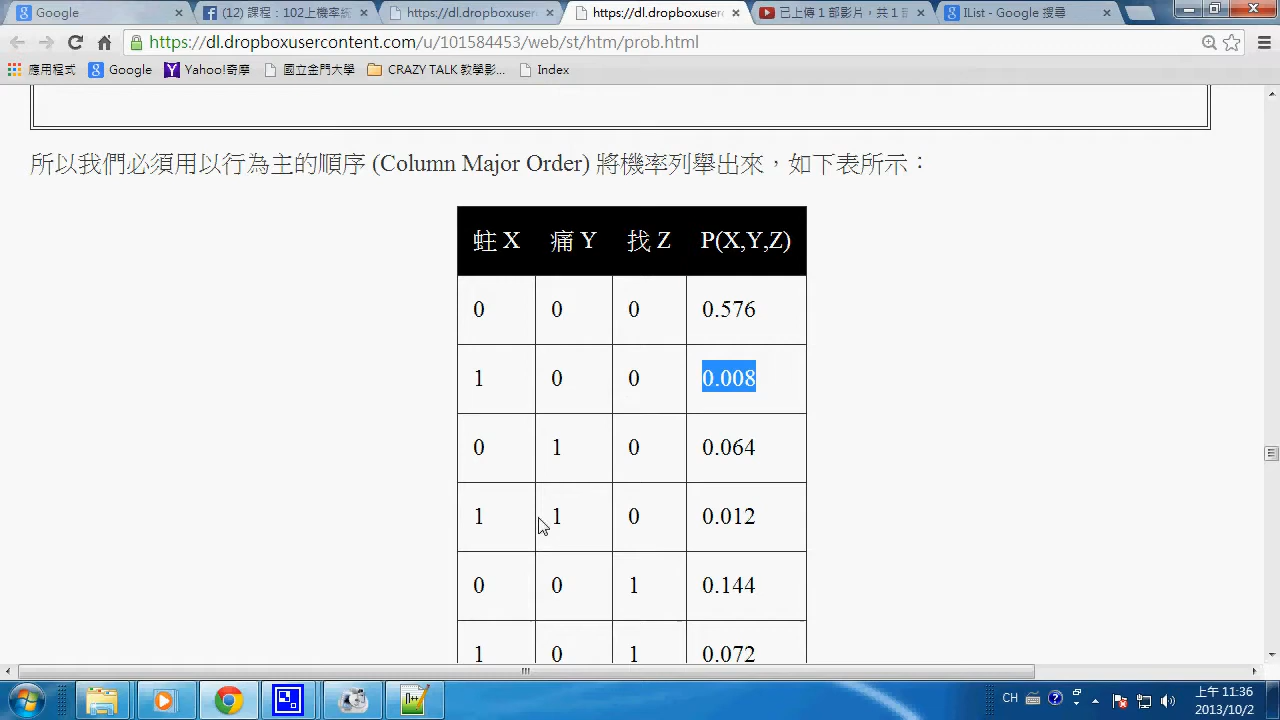 Google
(12) 課程：102上機率統
https://dl.dropboxuser
https://dl.dropboxuser
已上傳 1 部影片，共 1 部
IList - Google 搜尋
https://dl.dropboxusercontent.com/u/101584453/web/st/htm/prob.html
應用程式
Google
Yahoo!奇摩
國立金門大學
CRAZY TALK 教學影...
Index
所以我們必須用以行為主的順序 (Column Major Order) 將機率列舉出來，如下表所示：
蛀 X 痛 Y 找 Z P(X,Y,Z)
0 0 0 0.576
1 0 0 0.008
0 1 0 0.064
1 1 0 0.012
0 0 1 0.144
1 0 1 0.072
CH
上午 11:36
2013/10/2